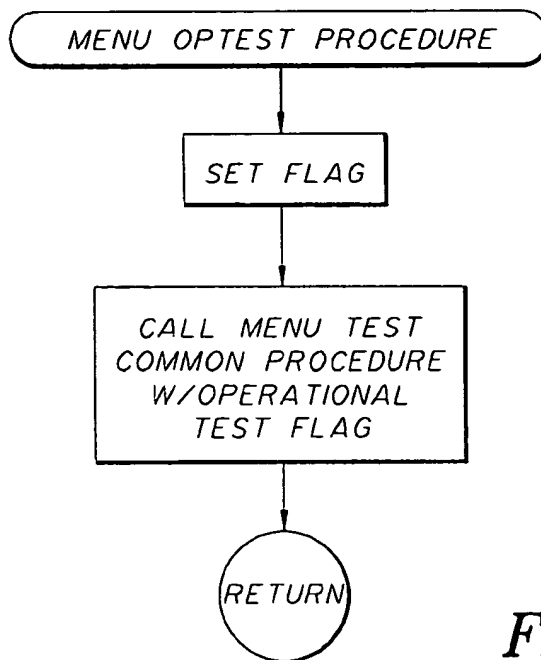 MENU OPTEST PROCEDURE
SET FLAG
CALL MENU TEST
COMMON PROCEDURE
W/OPERATIONAL
TEST FLAG
RETURN